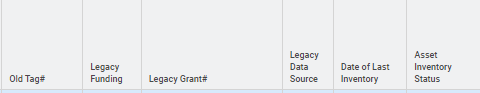 Old Tag#
Legacy
Funding
Legacy Grant#
Legacy
Data
Source
Date of Last
Inventory
Asset
Inventory
Status